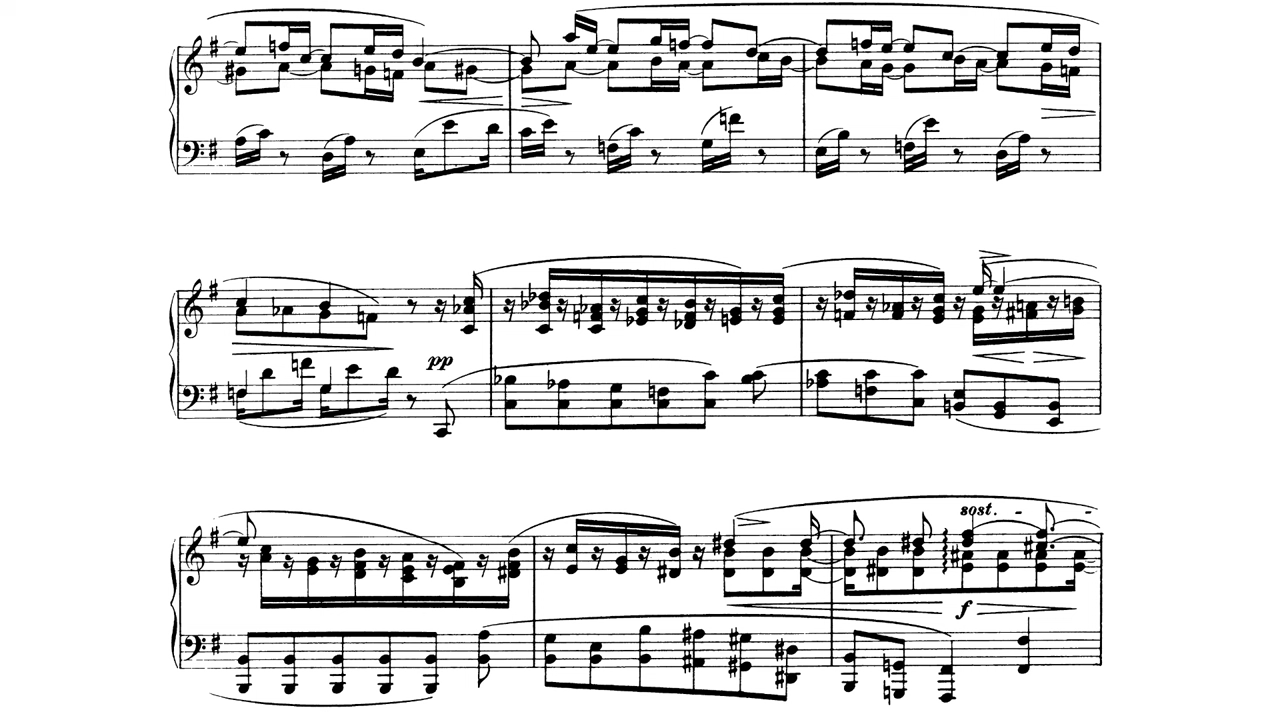 pp
sost. - -
f